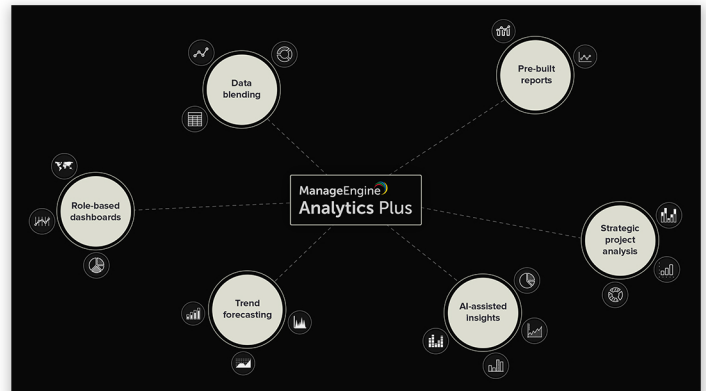 Data
blending
Pre-built
reports
ManageEngine
Analytics Plus
Role-based
dashboards
Strategic
project
analysis
Trend
forecasting
AI-assisted
insights